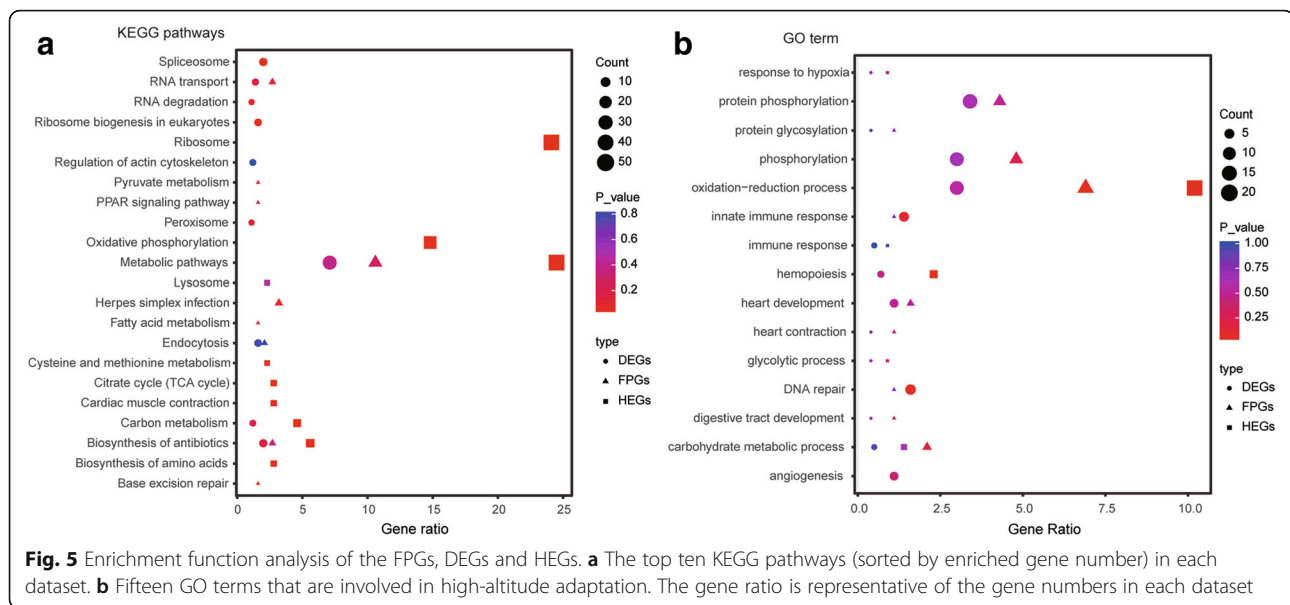 a
KEGG pathways
Spliceosome
RNA transport
RNA degradation
Ribosome biogenesis in eukaryotes
Ribosome
Regulation of actin cytoskeleton
Pyruvate metabolism
PPAR signaling pathway
Peroxisome
Oxidative phosphorylation
Metabolic pathways
Lysosome
Herpes simplex infection
Fatty acid metabolism
Endocytosis
Cysteine and methionine metabolism
Citrate cycle (TCA cycle)
Cardiac muscle contraction
Carbon metabolism
Biosynthesis of antibiotics
Biosynthesis of amino acids
Base excision repair
0 5 10 15 20 25
Gene ratio
Count
10
20
30
40
50
P_value
0.8
0.6
0.4
0.2
type
DEGs
FPGs
HEGs
b
GO term
response to hypoxia
protein phosphorylation
protein glycosylation
phosphorylation
oxidation−reduction process
innate immune response
immune response
hemopoiesis
heart development
heart contraction
glycolytic process
DNA repair
digestive tract development
carbohydrate metabolic process
angiogenesis
0.0 2.5 5.0 7.5 10.0
Gene Ratio
Count
5
10
15
20
P_value
1.00
0.75
0.50
0.25
type
DEGs
FPGs
HEGs
Fig. 5 Enrichment function analysis of the FPGs, DEGs and HEGs. a The top ten KEGG pathways (sorted by enriched gene number) in each
dataset. b Fifteen GO terms that are involved in high-altitude adaptation. The gene ratio is representative of the gene numbers in each dataset